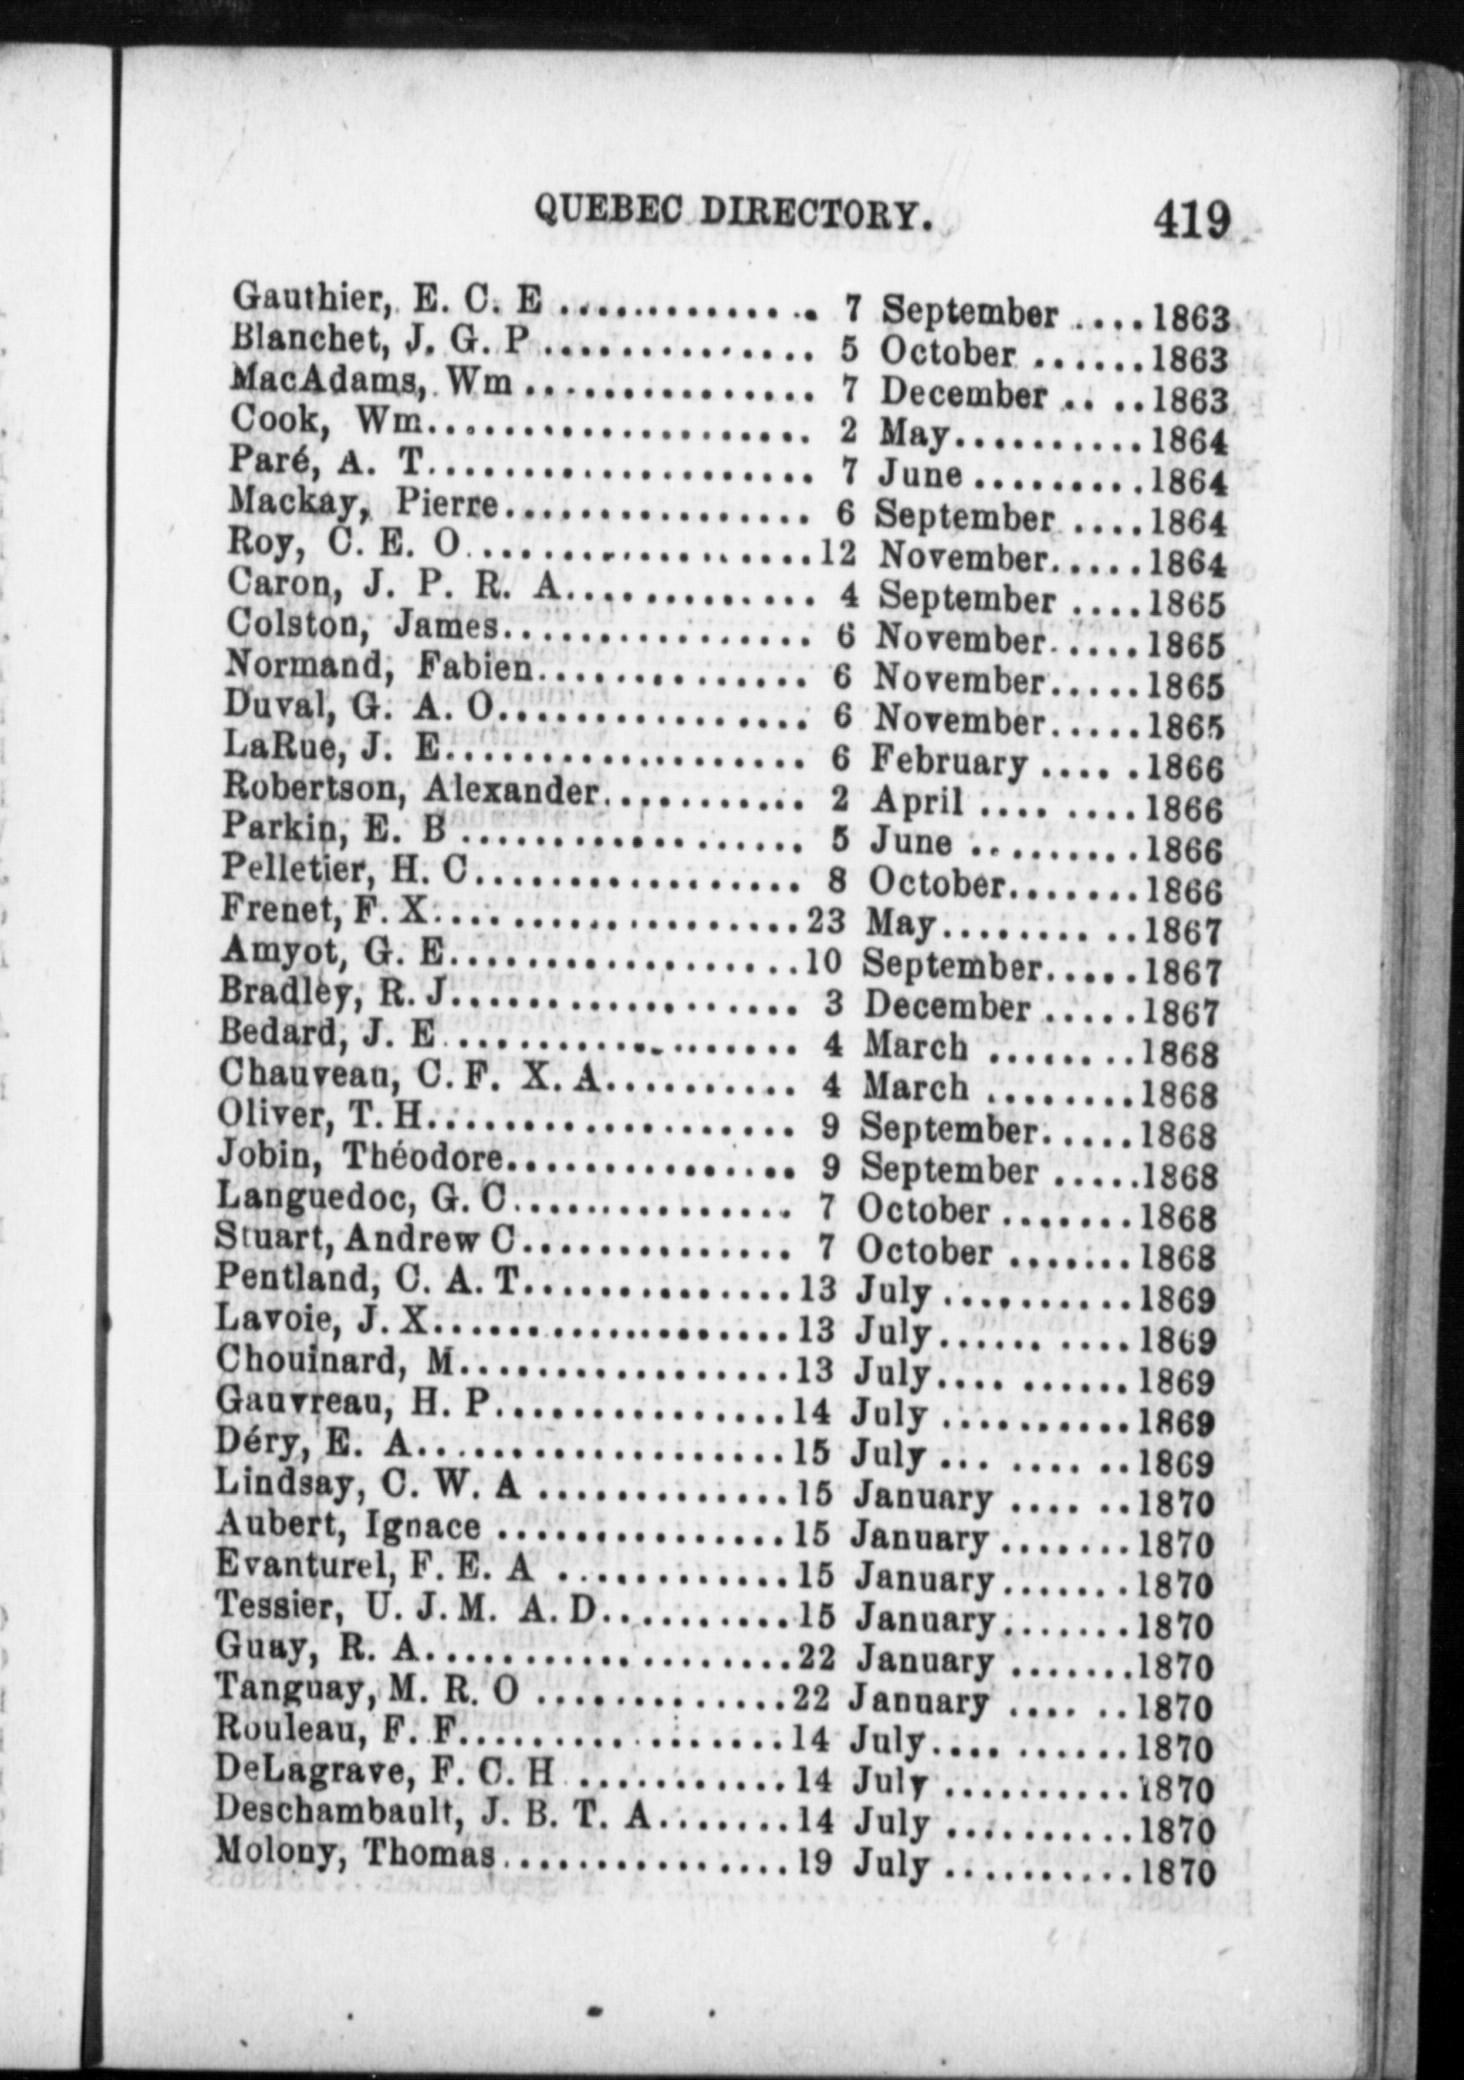 QUEBEC DIRECTORY. 419
Gauthier, E. C. E .............. 7 September ....1863
Blanchet, J. G. P .............. 5 October ......1863
MacAdams, Wm ............... 7 December .. ..1863
Cook, Wm.................... 2 May..........1864
Paré, A. T.................... 7 June .........1864
Mackay, Pierre................ 6 September ....1864
Roy, C. E. O..................12 November.....1864
Caron, J. P. R. A............. 4 September ....1865
Colston, James................ 6 November.....1865
Normand, Fabien.............. 6 November.....1865
Duval, G. A. O................ 6 November.....1865
LaRue, J. E................... 6 February .... .1866
Robertson, Alexander........... 2 April .... ....1866
Parkin, E. B .................. 5 June .........1866
Pelletier, H. C................. 8 October.......1866
Frenet, F. X...................23 May........ ..1867
Amyot, G. E...................10 September.....1867
Bradley, R. J.................. 3 December .....1867
Bedard, J. E .................. 4 March ........1868
Chauveau, C. F. X. A.......... 4 March ........1868
Oliver, T. H................... 9 September.....1868
Jobin, Théodore............... 9 September .....1868
Languedoc, G. C............... 7 October .......1868
Stuart, Andrew C.............. 7 October .......1868
Pentland, C. A. T..............13 July ..........1869
Lavoie, J. X...................13 July...... ....1869
Chouinard, M.................13 July.... ......1869
Gauvreau, H. P...............14 July ..........1869
Déry, E. A...................15 July ... .... ..1869
Lindsay, C. W. A .............15 January .... ..1870
Aubert, Ignace ...............15 January .......1870
Evanturel, F. E. A ............15 January.......1870
Tessier, U. J. M. A. D..........15 January.......1870
Guay, R. A...................22 January .......1870
Tanguay, M. R. O .............22 January .... ..1870
Rouleau, F. F.................14 July.... ......1870
DeLagrave, F. C. H ...........14 July ..........1870
Deschambault, J. B. T. A.......14 July ..........1870
Molony, Thomas...............19 July ..........1870